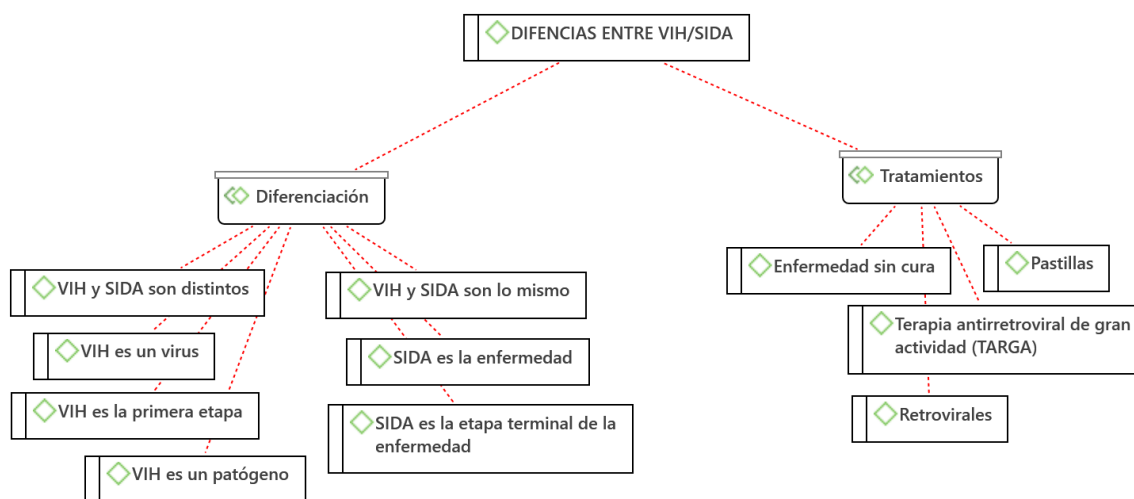 DIFENCIAS ENTRE VIH/SIDA
Diferenciación
VIH y SIDA son distintos
VIH es un virus
VIH es la primera etapa
VIH es un patógeno
VIH y SIDA son lo mismo
SIDA es la enfermedad
SIDA es la etapa terminal de la
enfermedad
Tratamientos
Enfermedad sin cura
Pastillas
Terapia antirretroviral de gran
actividad (TARGA)
Retrovirales